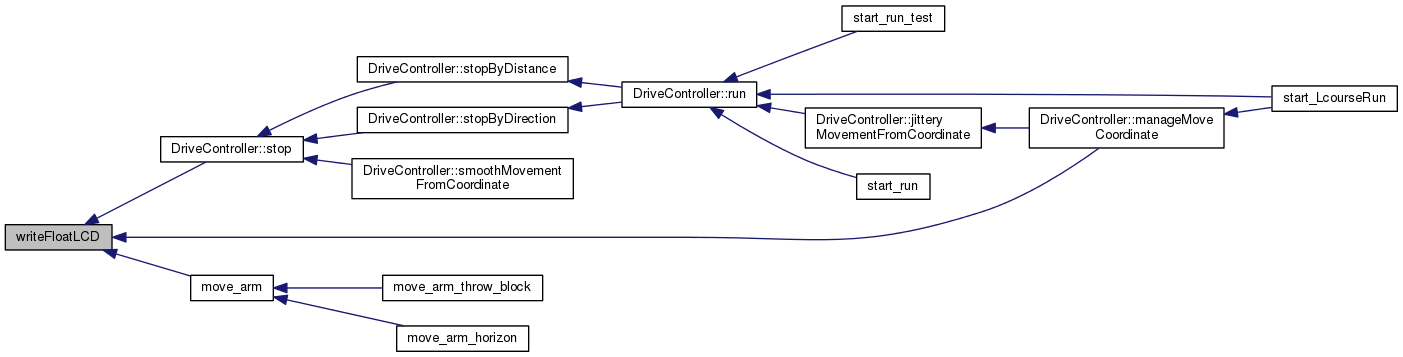 start_run_test
DriveController::stopByDistance
DriveController::run
start_LcourseRun
DriveController::stopByDirection
DriveController::jittery
MovementFromCoordinate
DriveController::manageMove
Coordinate
DriveController::stop
DriveController::smoothMovement
FromCoordinate
start_run
writeFloatLCD
move_arm
move_arm_throw_block
move_arm_horizon